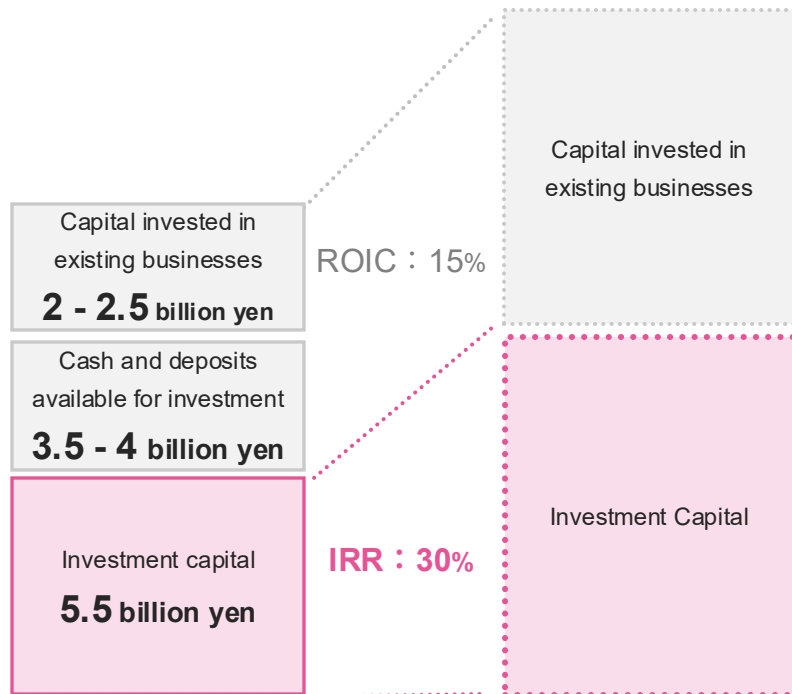 Capital invested in
existing businesses
2 - 2.5 billion yen
Cash and deposits
available for investment
3.5 - 4 billion yen
Investment capital
5.5 billion yen
ROIC：15%
IRR：30%
Capital invested in
existing businesses
Investment Capital